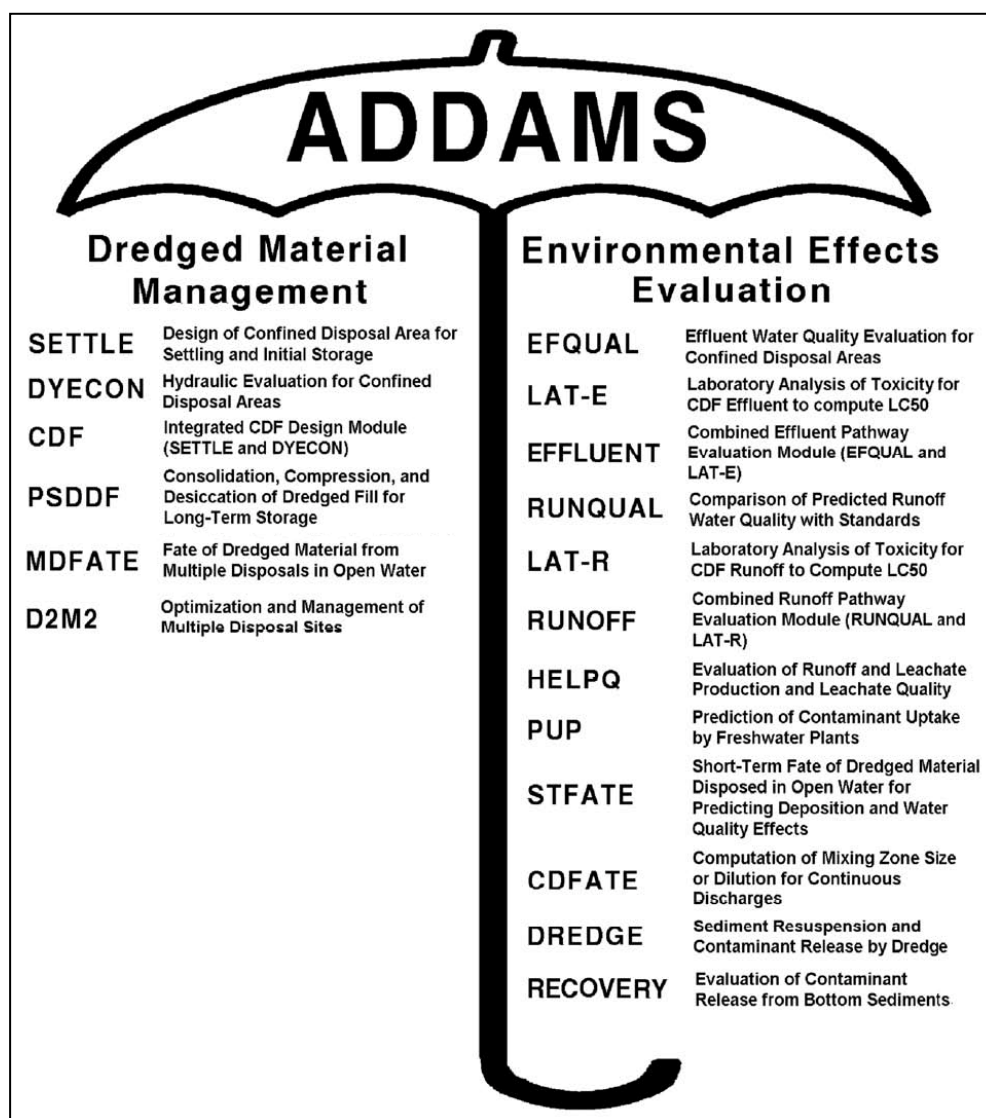 ADDAMS
Dredged Material
Management
SETTLE
Design of Confined Disposal Area for
Settling and Initial Storage
DYECON
Hydraulic Evaluation for Confined
Disposal Areas
CDF
Integrated CDF Design Module
(SETTLE and DYECON)
PSDDF
Consolidation, Compression, and
Desiccation of Dredged Fill for
Long-Term Storage
MDFATE
Fate of Dredged Material from
Multiple Disposals in Open Water
D2M2
Optimization and Management of
Multiple Disposal Sites
Environmental Effects
Evaluation
EFQUAL
Effluent Water Quality Evaluation for
Confined Disposal Areas
LAT-E
Laboratory Analysis of Toxicity for
CDF Effluent to compute LC50
EFFLUENT
Combined Effluent Pathway
Evaluation Module (EFQUAL and
LAT-E)
RUNQUAL
Comparison of Predicted Runoff
Water Quality with Standards
LAT-R
Laboratory Analysis of Toxicity for
CDF Runoff to Compute LC50
RUNOFF
Combined Runoff Pathway
Evaluation Module (RUNQUAL and
LAT-R)
HELPQ
Evaluation of Runoff and Leachate
Production and Leachate Quality
PUP
Prediction of Contaminant Uptake
by Freshwater Plants
STFATE
Short-Term Fate of Dredged Material
Disposed in Open Water for
Predicting Deposition and Water
Quality Effects
CDFATE
Computation of Mixing Zone Size
or Dilution for Continuous
Discharges
DREDGE
Sediment Resuspension and
Contaminant Release by Dredge
RECOVERY
Evaluation of Contaminant
Release from Bottom Sediments